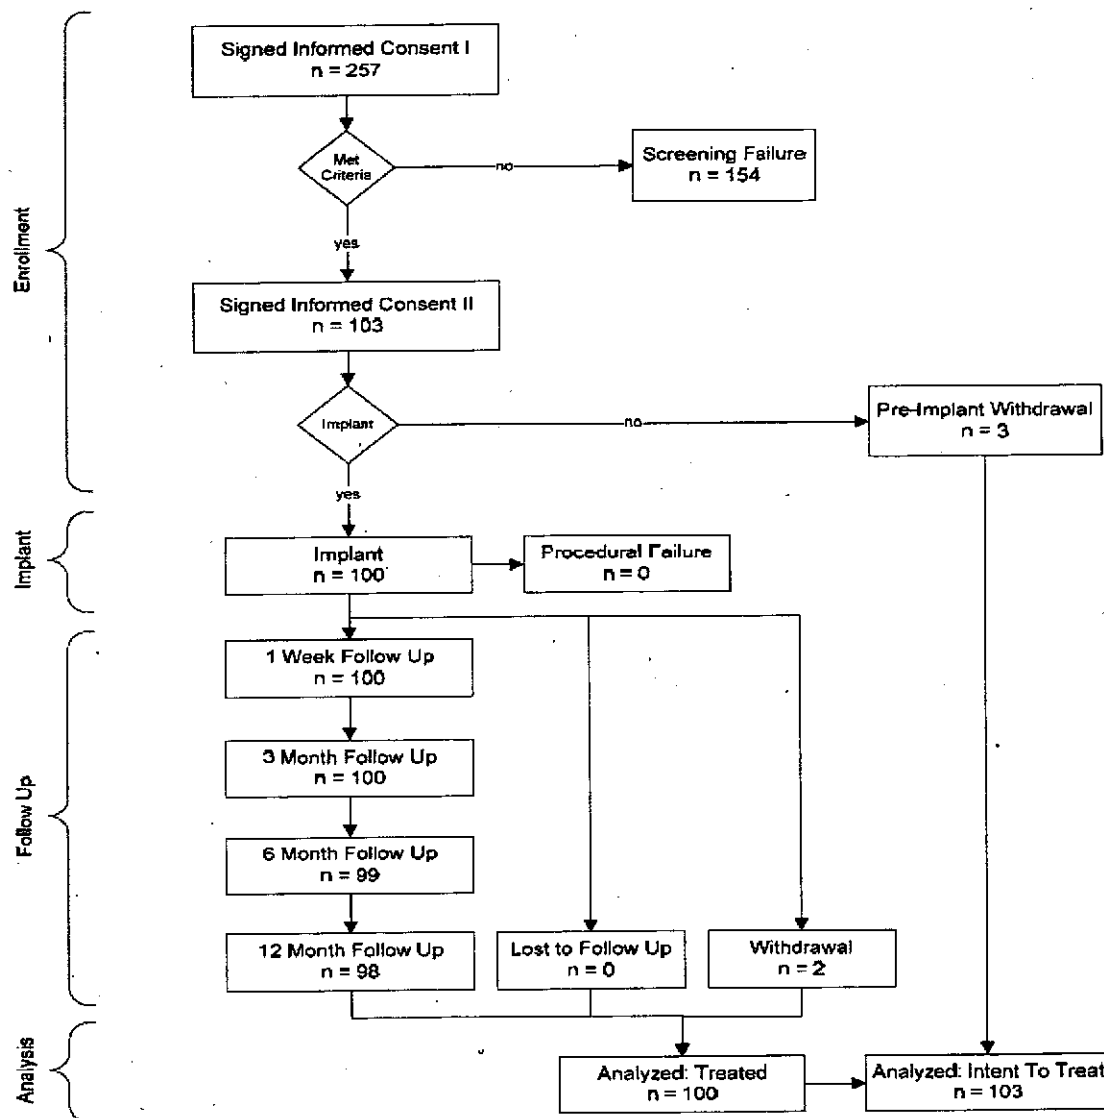 Signed Informed Consent I
n = 257
Met
Criteria
no
Screening Failure
n = 154
yes
Enrollment
Signed Informed Consent II
n = 103
Implant
no
Pre-Implant Withdrawal
n = 3
yes
Implant
Implant
n = 100
Procedural Failure
n = 0
1 Week Follow Up
n = 100
3 Month Follow Up
n = 100
Follow Up
6 Month Follow Up
n = 99
12 Month Follow Up
n = 98
Lost to Follow Up
n = 0
Withdrawal
n = 2
Analysis
Analyzed: Treated
n = 100
Analyzed: Intent To Treat
n = 103